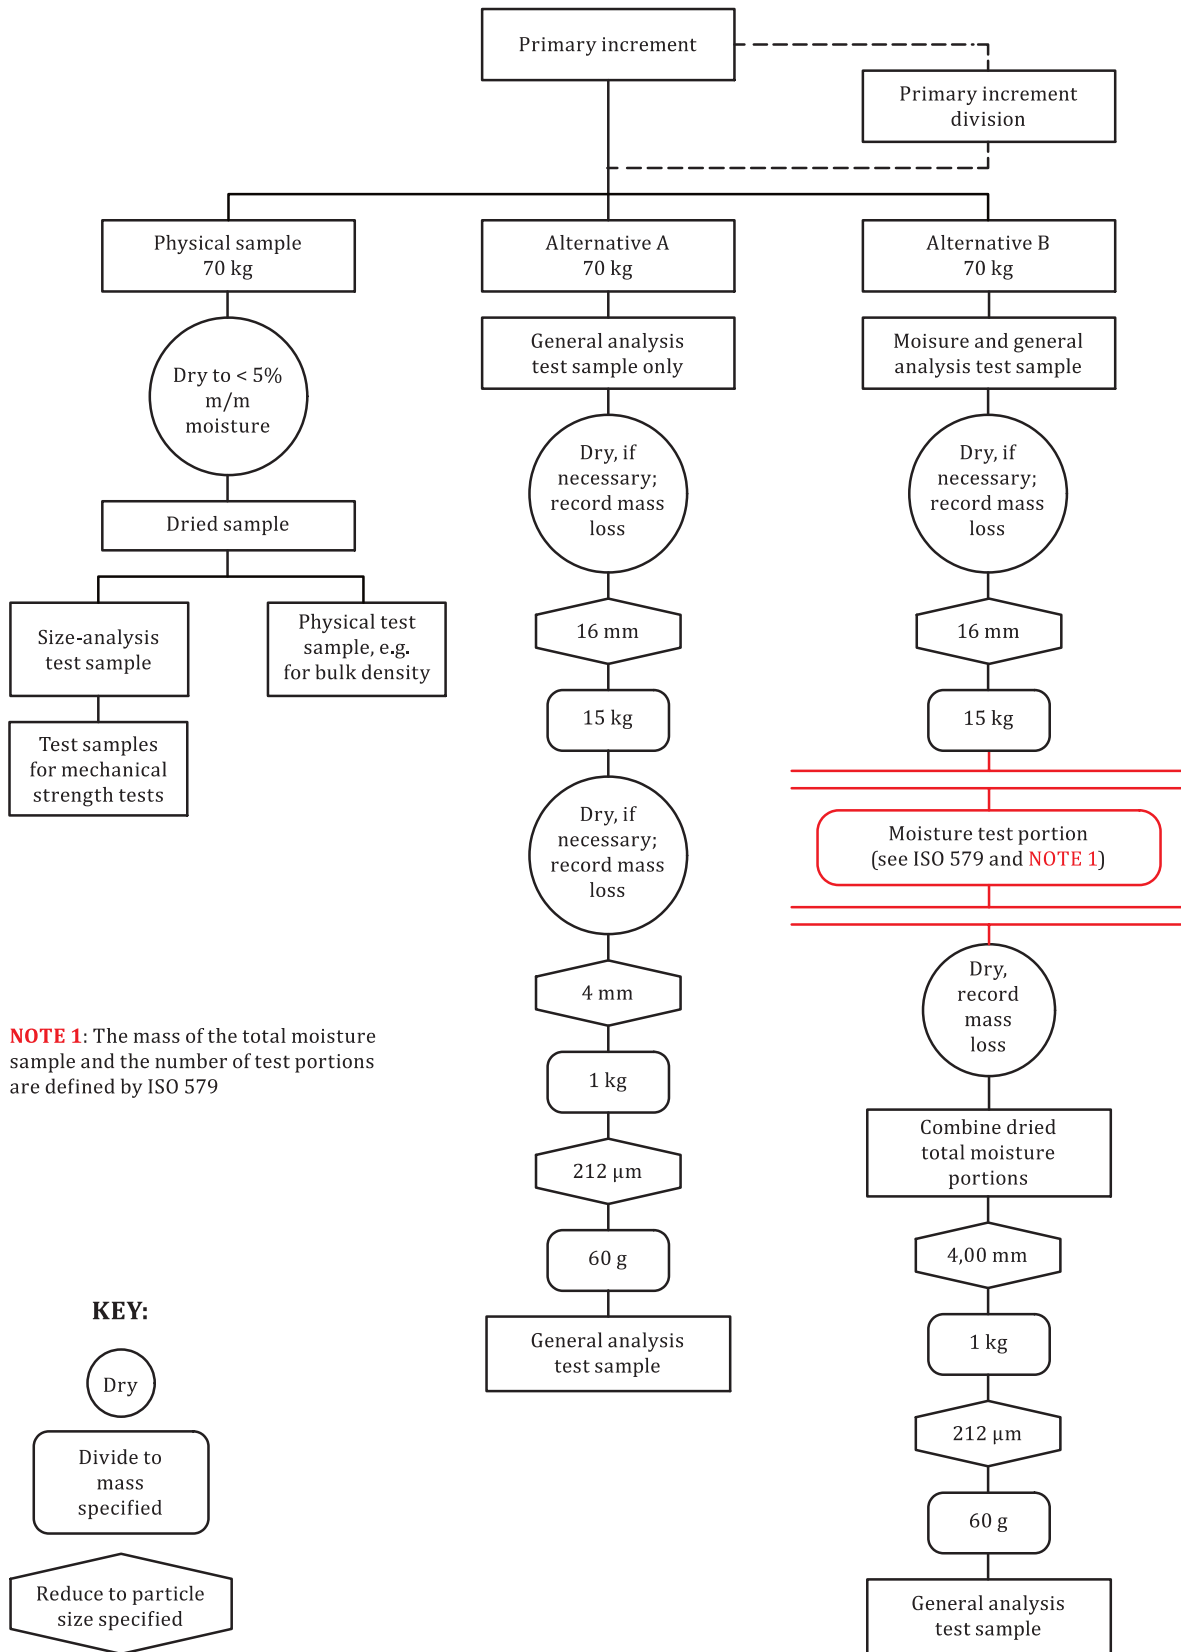 Primary increment
Primary increment
division
Physical sample
70 kg
Alternative A
70 kg
Alternative B
70 kg
Dry to < 5%
m/m
moisture
Dried sample
Size-analysis
test sample
Physical test
sample, e.g.
for bulk density
Test samples
for mechanical
strength tests
General analysis
test sample only
Dry, if
necessary;
record mass
loss
16 mm
15 kg
Dry, if
necessary;
record mass
loss
4 mm
1 kg
212 μm
60 g
General analysis
test sample
Moisure and general
analysis test sample
Dry, if
necessary;
record mass
loss
16 mm
15 kg
Moisture test portion
(see ISO 579 and NOTE 1)
Dry,
record
mass
loss
Combine dried
total moisture
portions
4,00 mm
1 kg
212 μm
60 g
General analysis
test sample
NOTE 1: The mass of the total moisture
sample and the number of test portions
are defined by ISO 579
KEY:
Dry
Divide to
mass
specified
Reduce to particle
size specified